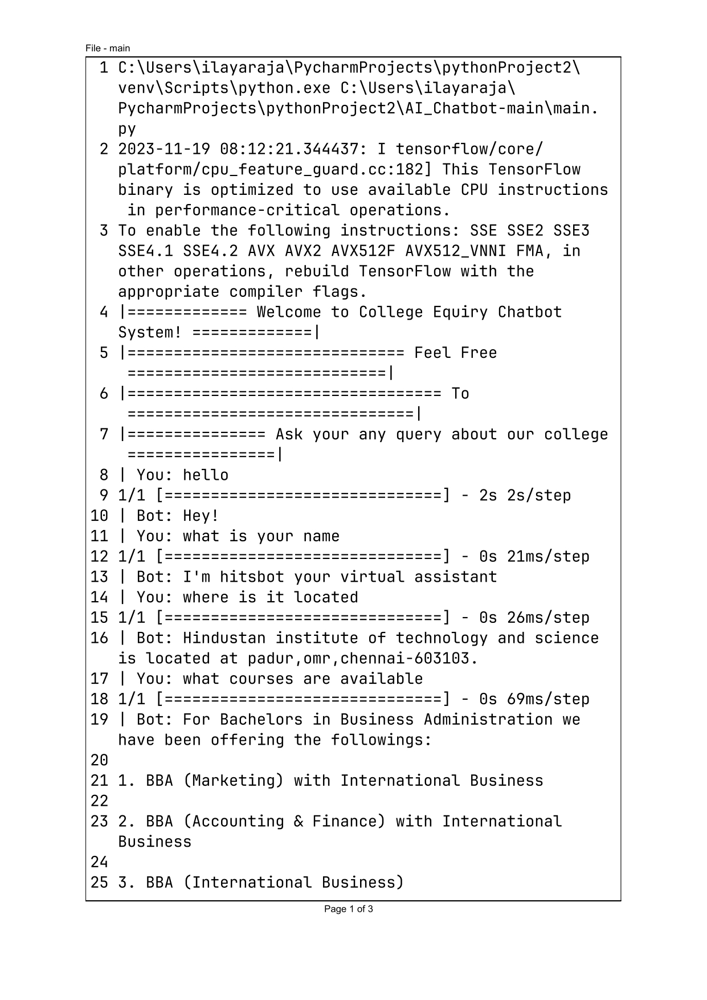 File - main
1 C:\Users\ilayaraja\PycharmProjects\pythonProject2\
venv\Scripts\python.exe C:\Users\ilayaraja\
PycharmProjects\pythonProject2\AI_Chatbot-main\main.
py
2 2023-11-19 08:12:21.344437: I tensorflow/core/
platform/cpu_feature_guard.cc:182] This TensorFlow
binary is optimized to use available CPU instructions
in performance-critical operations.
3 To enable the following instructions: SSE SSE2 SSE3
SSE4.1 SSE4.2 AVX AVX2 AVX512F AVX512_VNNI FMA, in
other operations, rebuild TensorFlow with the
appropriate compiler flags.
4 |============= Welcome to College Equiry Chatbot
System! =============|
5 |============================== Feel Free
============================|
6 |================================== To
===============================|
7 |=============== Ask your any query about our college
================|
8 | You: hello
9 1/1 [==============================] - 2s 2s/step
10 | Bot: Hey!
11 | You: what is your name
12 1/1 [==============================] - 0s 21ms/step
13 | Bot: I'm hitsbot your virtual assistant
14 | You: where is it located
15 1/1 [==============================] - 0s 26ms/step
16 | Bot: Hindustan institute of technology and science
is located at padur,omr,chennai-603103.
17 | You: what courses are available
18 1/1 [==============================] - 0s 69ms/step
19 | Bot: For Bachelors in Business Administration we
have been offering the followings:
20
21 1. BBA (Marketing) with International Business
22
23 2. BBA (Accounting & Finance) with International
Business
24
25 3. BBA (International Business)
Page 1 of 3